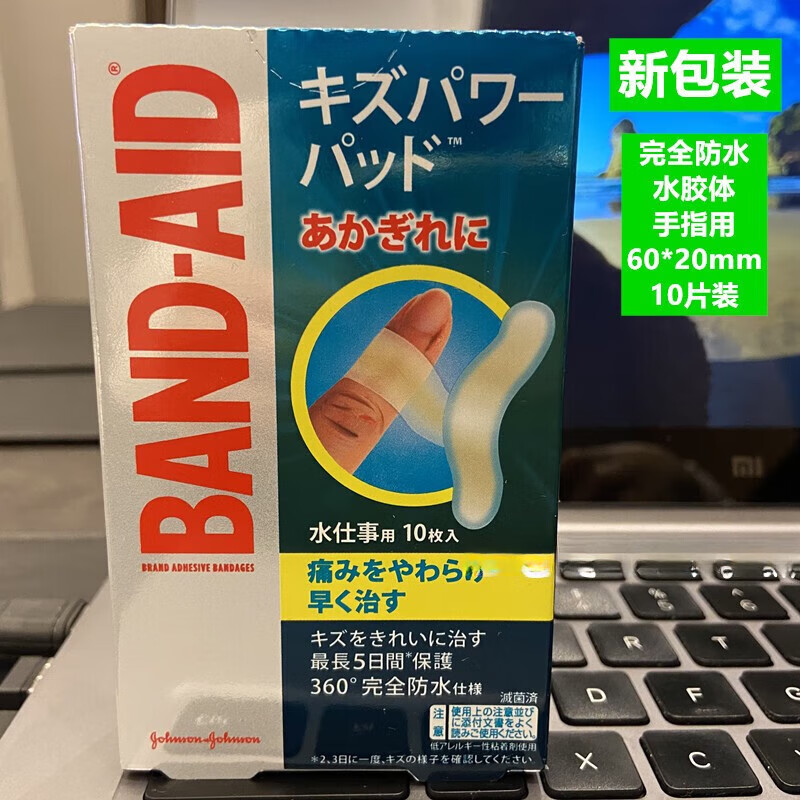 BAND-AID®
BRAND ADHESIVE BANDAGES
Johnson & Johnson
キズパワー
パッド™
あかぎれに
水仕事用 10枚入
痛みをやわらげ
早く治す
キズをきれいに治す
最長5日間*保護
360°完全防水仕様
滅菌済
注意
使用上の注意並び
に添付文書をよく
読みご使用ください。
低アレルギー性粘着剤使用
*2、3日に一度、キズの様子を確認してください。
新包装
完全防水
水胶体
手指用
60*20mm
10片装
mi
R
T
D
F
G
X
C